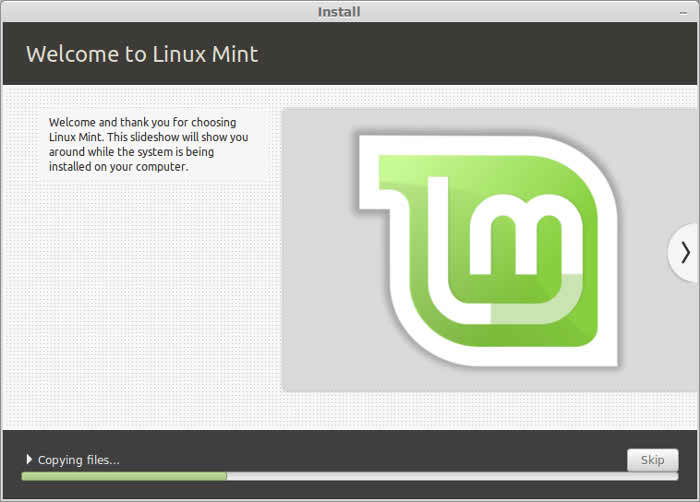 Install
Welcome to Linux Mint
Welcome and thank you for choosing
Linux Mint. This slideshow will show you
around while the system is being
installed on your computer.
lm
Copying files...
Skip